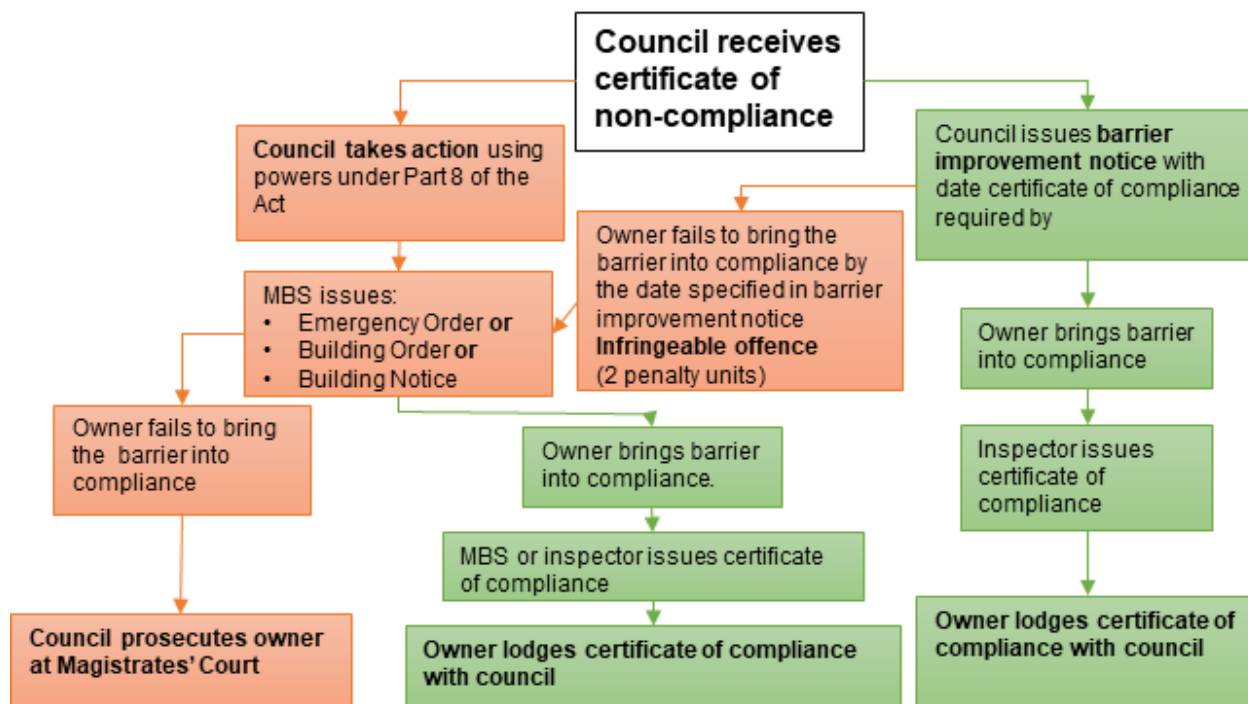 Council receives
certificate of
non-compliance
Council takes action using
powers under Part 8 of the
Act
Council issues barrier
improvement notice with
date certificate of compliance
required by
Owner fails to bring the
barrier into compliance by
the date specified in barrier
improvement notice
Infringeable offence
(2 penalty units)
MBS issues:
• Emergency Order or
• Building Order or
• Building Notice
Owner brings barrier
into compliance
Owner fails to bring
the barrier into
compliance
Owner brings barrier
into compliance.
Inspector issues
certificate of
compliance
MBS or inspector issues certificate
of compliance
Council prosecutes owner
at Magistrates' Court
Owner lodges certificate of compliance
with council
Owner lodges certificate of
compliance with council